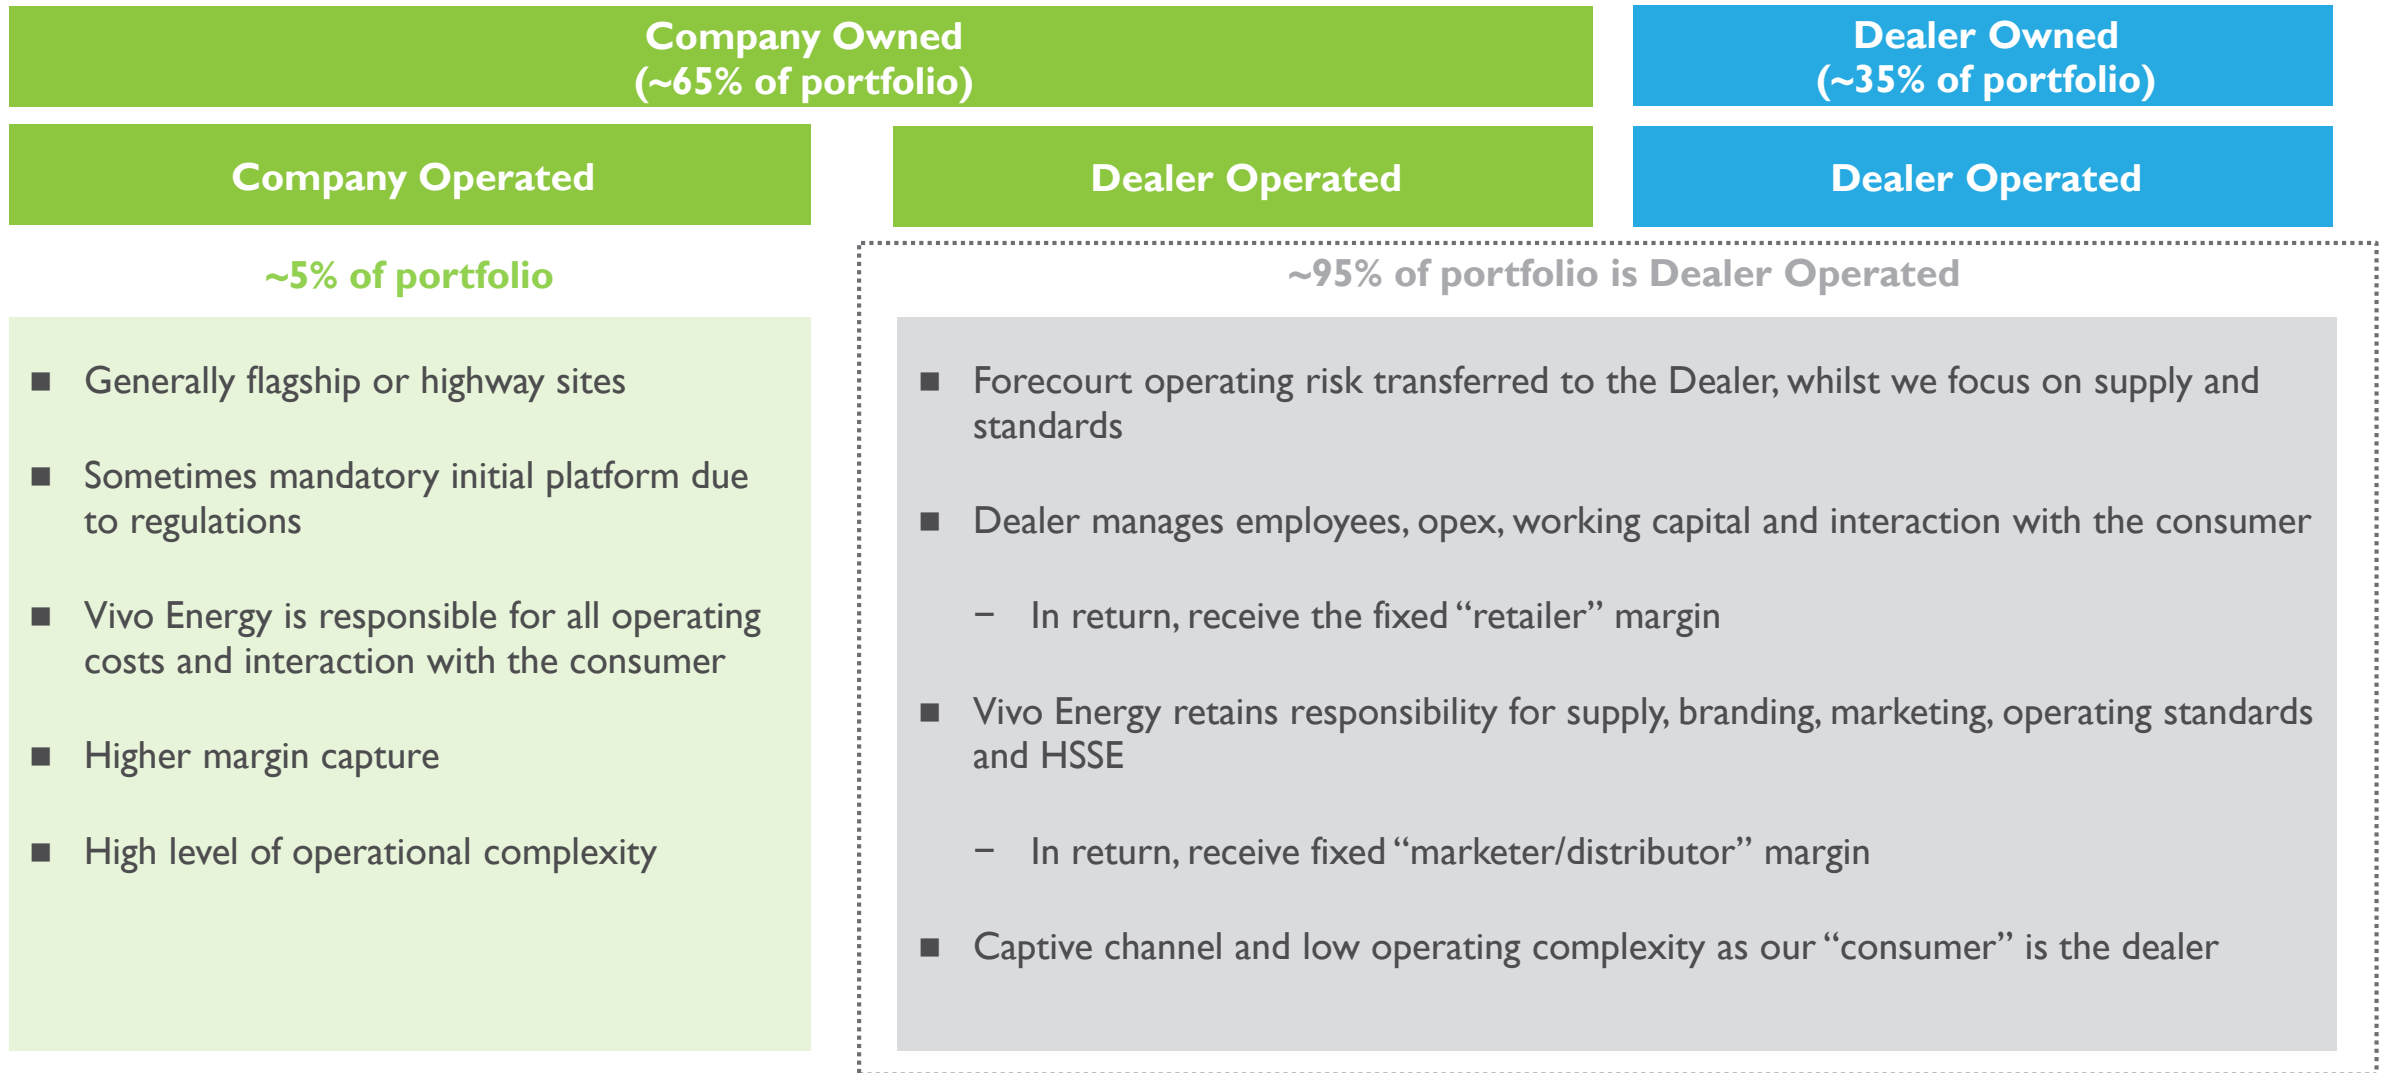 Company Owned
(~65% of portfolio)
Dealer Owned
(~35% of portfolio)
Company Operated
Dealer Operated
Dealer Operated
~5% of portfolio
■ Generally flagship or highway sites
■ Sometimes mandatory initial platform due
to regulations
■ Vivo Energy is responsible for all operating
costs and interaction with the consumer
■ Higher margin capture
■ High level of operational complexity
~95% of portfolio is Dealer Operated
■ Forecourt operating risk transferred to the Dealer, whilst we focus on supply and
standards
■ Dealer manages employees, opex, working capital and interaction with the consumer
− In return, receive the fixed “retailer” margin
■ Vivo Energy retains responsibility for supply, branding, marketing, operating standards
and HSSE
− In return, receive fixed “marketer/distributor” margin
■ Captive channel and low operating complexity as our “consumer” is the dealer